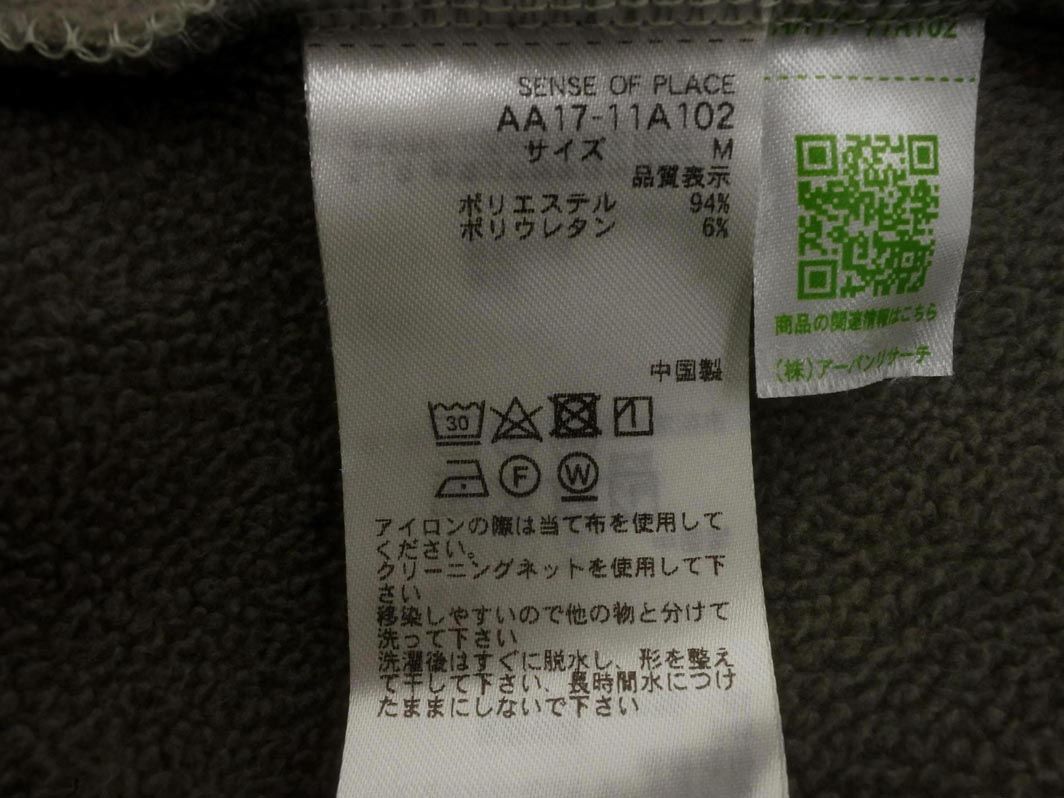 SENSE OF PLACE
AA17-11A102
サイズ M
品質表示
ポリエステル 94%
ポリウレタン 6%
中国製
30
F
W
アイロンの際は当て布を使用して
ください。
クリーニングネットを使用して下
さい
移染しやすいので他の物と分けて
洗って下さい
洗濯後はすぐに脱水し、形を整え
て干して下さい、長時間水につけ
たままにしないで下さい
AA17-11A102
商品の関連情報はこちら
(株)アーバンリサーチ